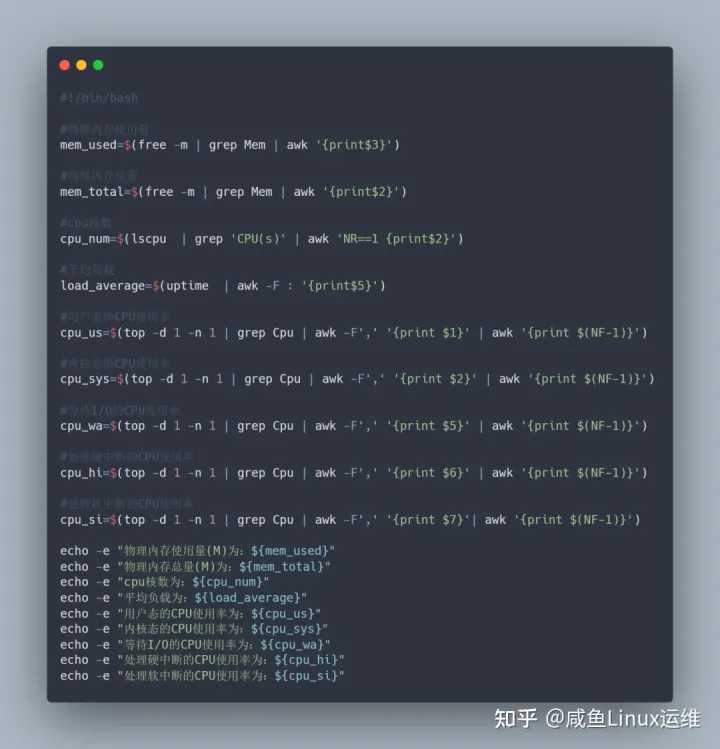 #!/bin/bash
#物理内存使用量
mem_used=$(free -m | grep Mem | awk '{print$3}')
#物理内存总量
mem_total=$(free -m | grep Mem | awk '{print$2}')
#cpu核数
cpu_num=$(lscpu  | grep 'CPU(s)' | awk 'NR==1 {print$2}')
#平均负载
load_average=$(uptime  | awk -F : '{print$5}')
#用户态的CPU使用率
cpu_us=$(top -d 1 -n 1 | grep Cpu | awk -F',' '{print $1}' | awk '{print $(NF-1)}')
#内核态的CPU使用率
cpu_sys=$(top -d 1 -n 1 | grep Cpu | awk -F',' '{print $2}' | awk '{print $(NF-1)}')
#等待I/O的CPU使用率
cpu_wa=$(top -d 1 -n 1 | grep Cpu | awk -F',' '{print $5}' | awk '{print $(NF-1)}')
#处理硬中断的CPU使用率
cpu_hi=$(top -d 1 -n 1 | grep Cpu | awk -F',' '{print $6}' | awk '{print $(NF-1)}')
#处理软中断的CPU使用率
cpu_si=$(top -d 1 -n 1 | grep Cpu | awk -F',' '{print $7}'| awk '{print $(NF-1)}')
echo -e "物理内存使用量(M)为：${mem_used}"
echo -e "物理内存总量(M)为：${mem_total}"
echo -e "cpu核数为：${cpu_num}"
echo -e "平均负载为：${load_average}"
echo -e "用户态的CPU使用率为：${cpu_us}"
echo -e "内核态的CPU使用率为：${cpu_sys}"
echo -e "等待I/O的CPU使用率为：${cpu_wa}"
echo -e "处理硬中断的CPU使用率为：${cpu_hi}"
echo -e "处理软中断的CPU使用率为：${cpu_si}"
知乎 @咸鱼Linux运维